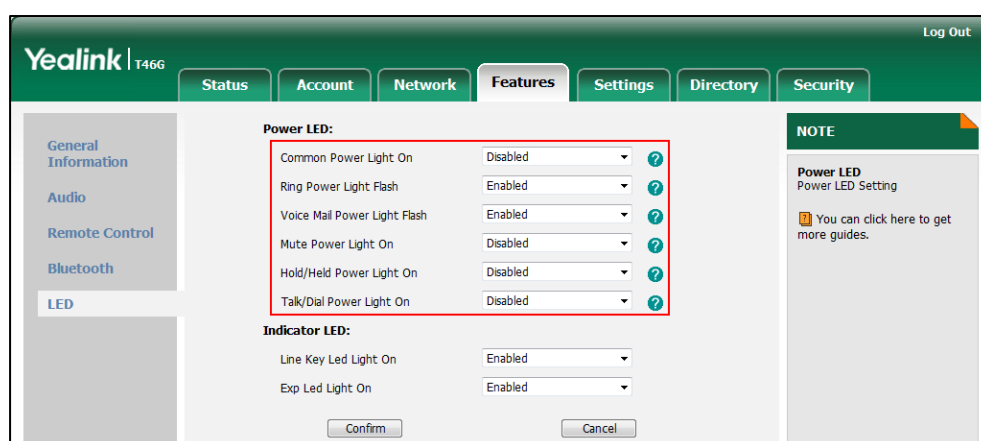 Log Out
Yealink | T46G
Status Account Network Features Settings Directory Security
General
Information
Audio
Remote Control
Bluetooth
LED
Power LED:
Common Power Light On Disabled ?
Ring Power Light Flash Enabled ?
Voice Mail Power Light Flash Enabled ?
Mute Power Light On Disabled ?
Hold/Held Power Light On Disabled ?
Talk/Dial Power Light On Disabled ?
Indicator LED:
Line Key Led Light On Enabled
Exp Led Light On Enabled
Confirm Cancel
NOTE
Power LED
Power LED Setting
? You can click here to get
more guides.